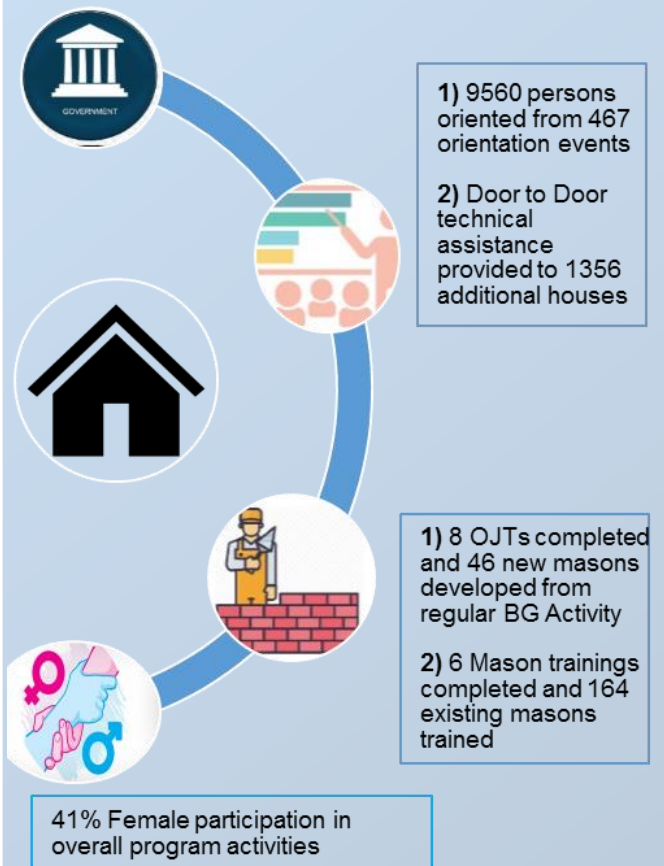 GOVERNMENT
1) 9560 persons
oriented from 467
orientation events
2) Door to Door
technical
assistance
provided to 1356
additional houses
1) 8 OJTs completed
and 46 new masons
developed from
regular BG Activity
2) 6 Mason trainings
completed and 164
existing masons
trained
41% Female participation in
overall program activities